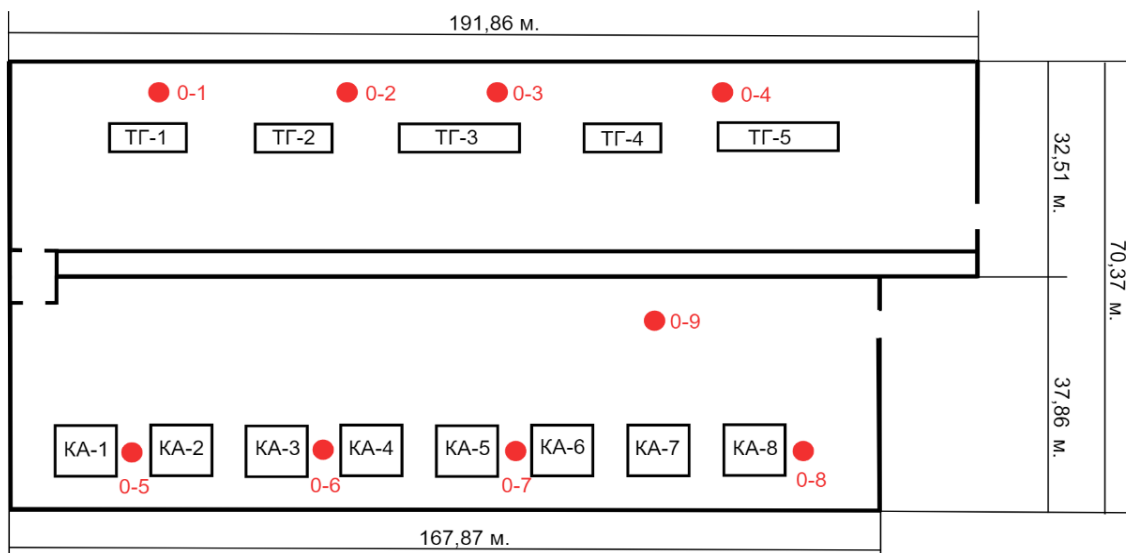 191,86 м.
0-1
0-2
0-3
0-4
ТГ-1
ТГ-2
ТГ-3
ТГ-4
ТГ-5
32,51 м.
70,37 м.
0-9
37,86 м.
КА-1
КА-2
КА-3
КА-4
КА-5
КА-6
КА-7
КА-8
0-5
0-6
0-7
0-8
167,87 м.